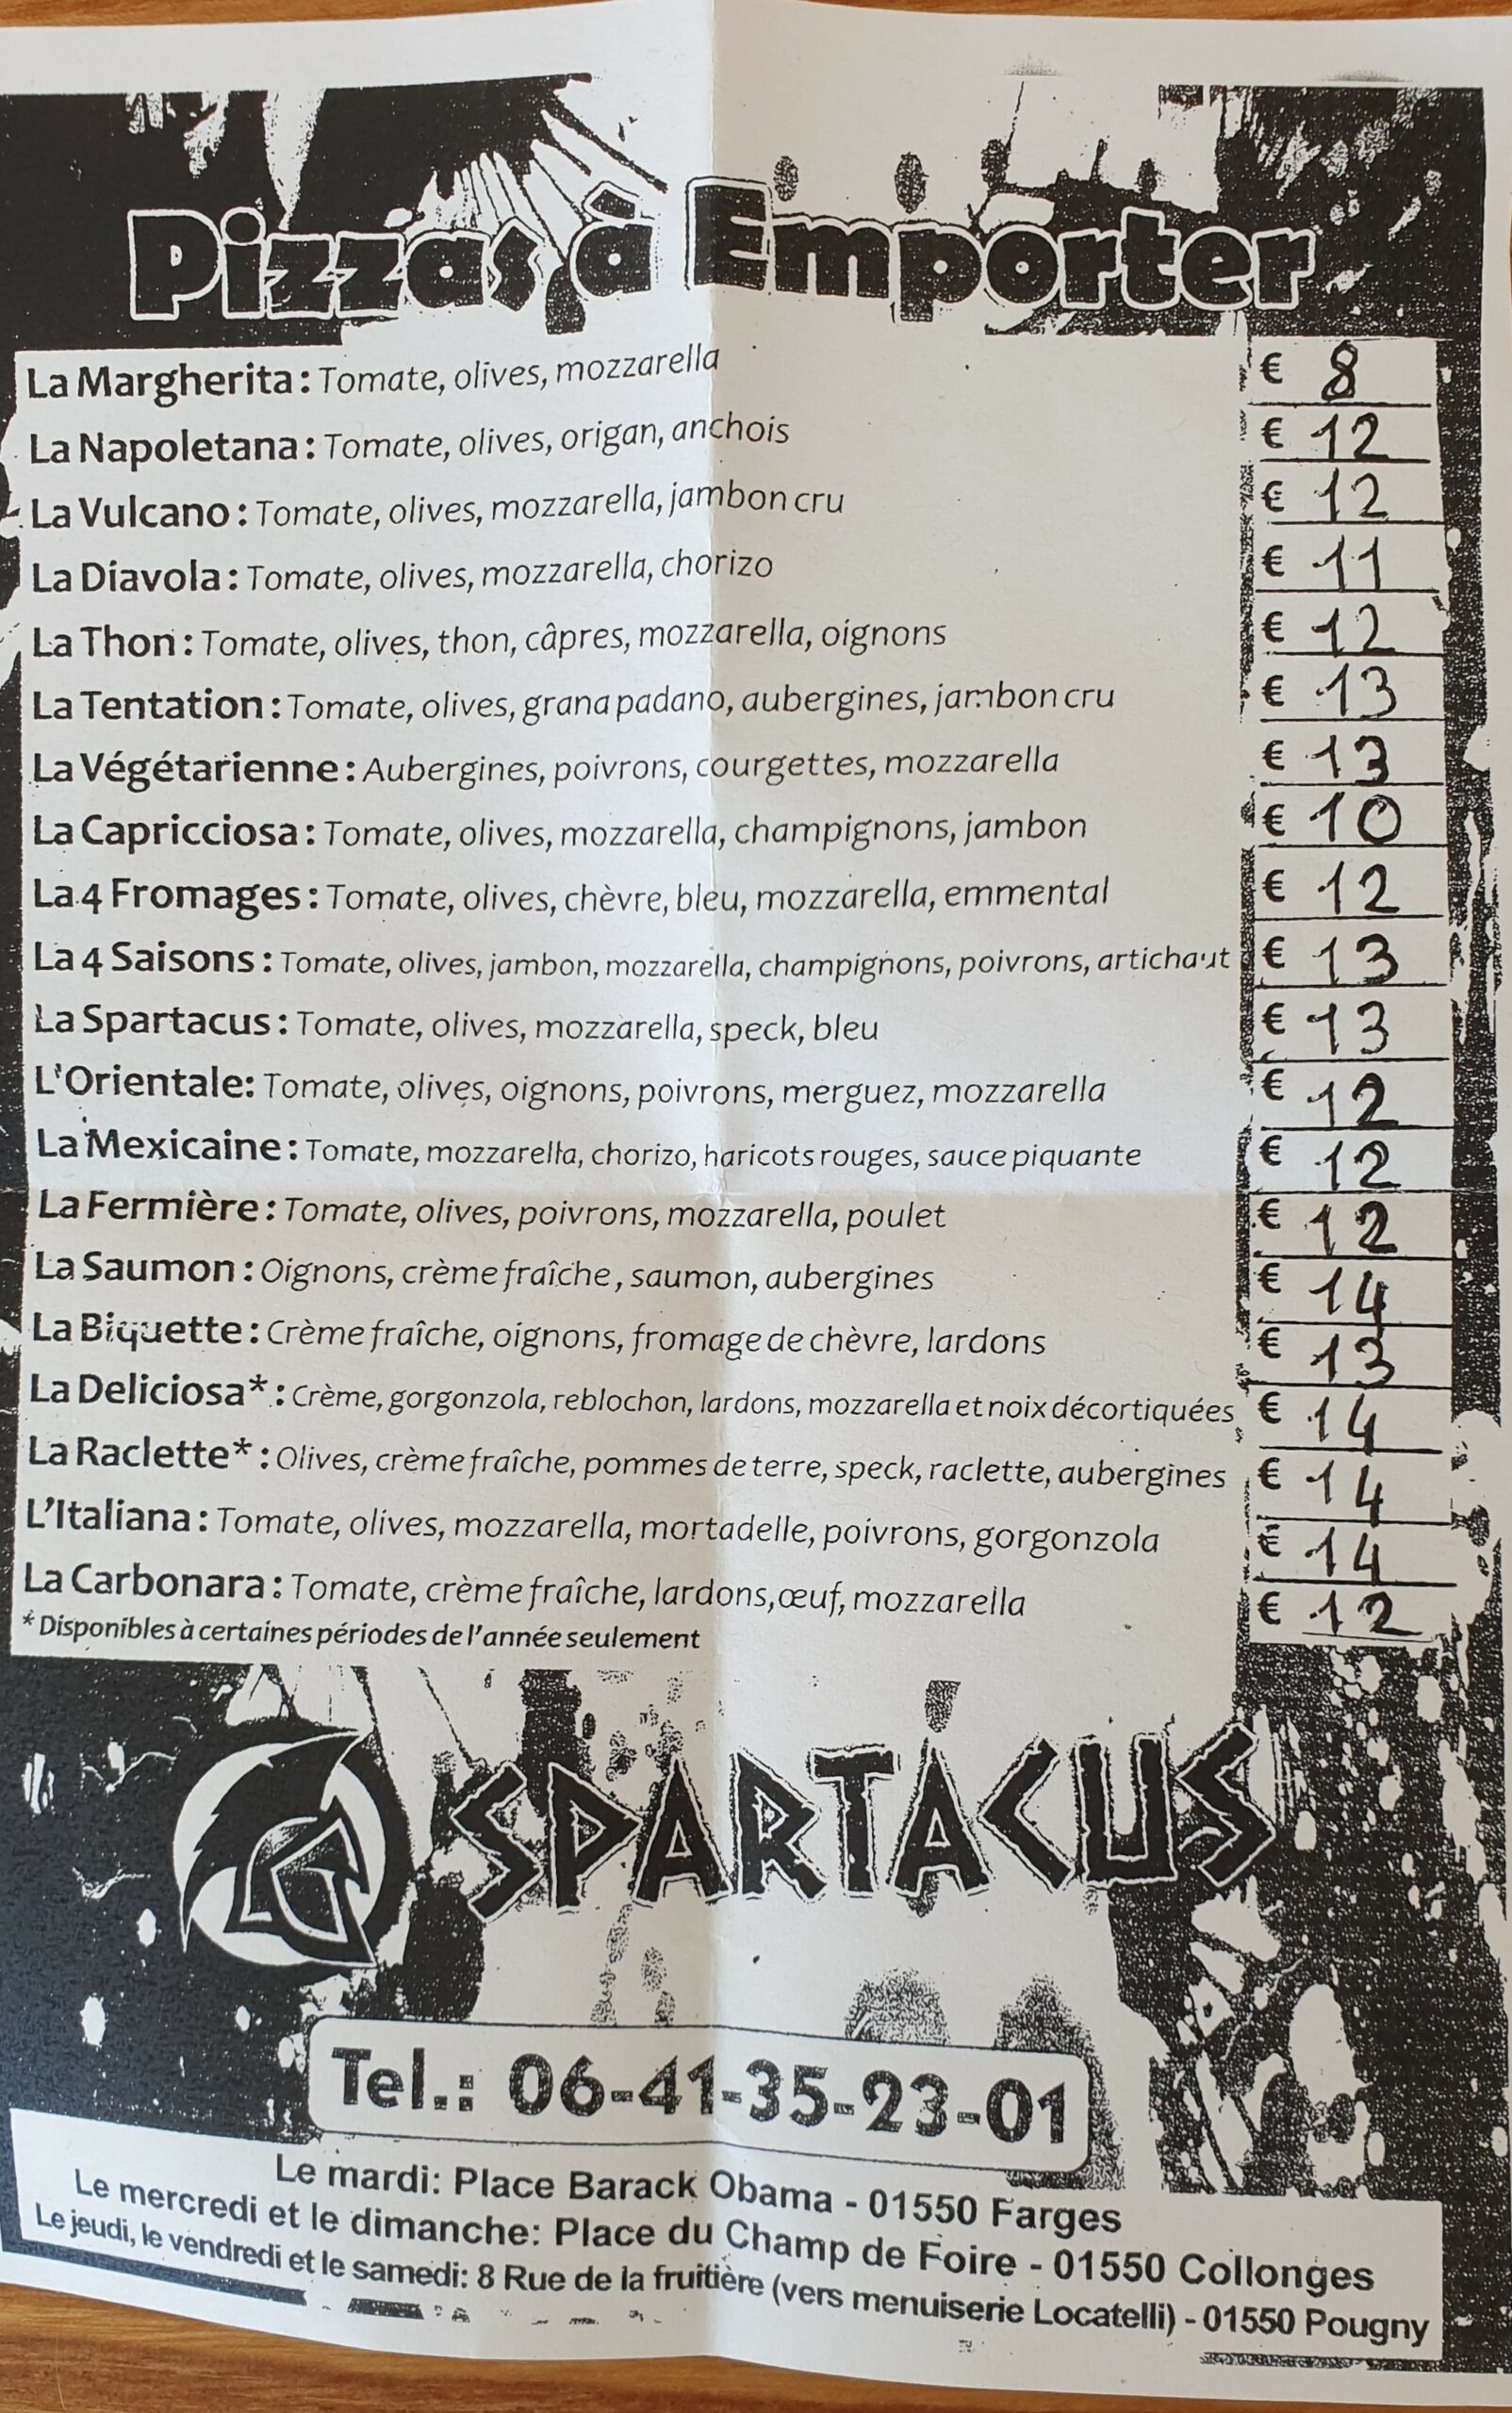 Pizzas à Emporter
La Margherita : Tomate, olives, mozzarella € 8
La Napoletana : Tomate, olives, origan, anchois € 12
La Vulcano : Tomate, olives, mozzarella, jambon cru € 12
La Diavola : Tomate, olives, mozzarella, chorizo € 11
La Thon : Tomate, olives, thon, câpres, mozzarella, oignons € 12
La Tentation : Tomate, olives, grana padano, aubergines, jambon cru € 13
La Végétarienne : Aubergines, poivrons, courgettes, mozzarella € 13
La Capricciosa : Tomate, olives, mozzarella, champignons, jambon € 10
La 4 Fromages : Tomate, olives, chèvre, bleu, mozzarella, emmental € 12
La 4 Saisons : Tomate, olives, jambon, mozzarella, champignons, poivrons, artichaut € 13
La Spartacus : Tomate, olives, mozzarella, speck, bleu € 13
L'Orientale: Tomate, olives, oignons, poivrons, merguez, mozzarella € 12
La Mexicaine : Tomate, mozzarella, chorizo, haricots rouges, sauce piquante € 12
La Fermière : Tomate, olives, poivrons, mozzarella, poulet € 12
La Saumon : Oignons, crème fraîche, saumon, aubergines € 14
La Biquette : Crème fraîche, oignons, fromage de chèvre, lardons € 13
La Deliciosa* : Crème, gorgonzola, reblochon, lardons, mozzarella et noix décortiquées € 14
La Raclette* : Olives, crème fraîche, pommes de terre, speck, raclette, aubergines € 14
L'Italiana : Tomate, olives, mozzarella, mortadelle, poivrons, gorgonzola € 14
La Carbonara : Tomate, crème fraîche, lardons, œuf, mozzarella € 12
* Disponibles à certaines périodes de l'année seulement
SPARTACUS
Tel.: 06-41-35-23-01
Le mardi: Place Barack Obama - 01550 Farges
Le mercredi et le dimanche: Place du Champ de Foire - 01550 Collonges
Le jeudi, le vendredi et le samedi: 8 Rue de la fruitière (vers menuiserie Locatelli) - 01550 Pougny